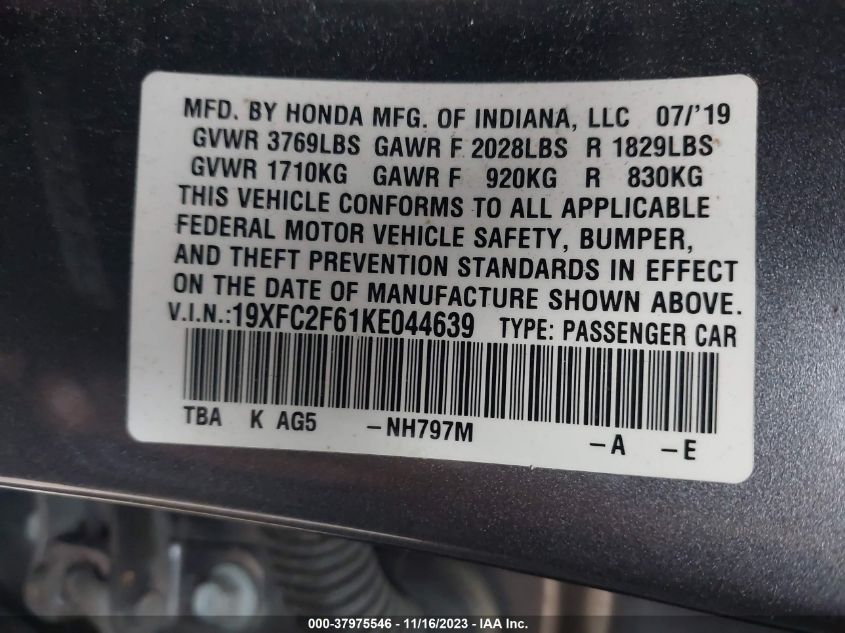 MFD. BY HONDA MFG. OF INDIANA, LLC 07/'19
GVWR 3769LBS GAWR F 2028LBS R 1829LBS
GVWR 1710KG GAWR F 920KG R 830KG
THIS VEHICLE CONFORMS TO ALL APPLICABLE
FEDERAL MOTOR VEHICLE SAFETY, BUMPER,
AND THEFT PREVENTION STANDARDS IN EFFECT
ON THE DATE OF MANUFACTURE SHOWN ABOVE.
V.I.N.:19XFC2F61KE044639 TYPE: PASSENGER CAR
TBA K AG5 -NH797M -A -E
000-37975546 - 11/16/2023 - IAA Inc.